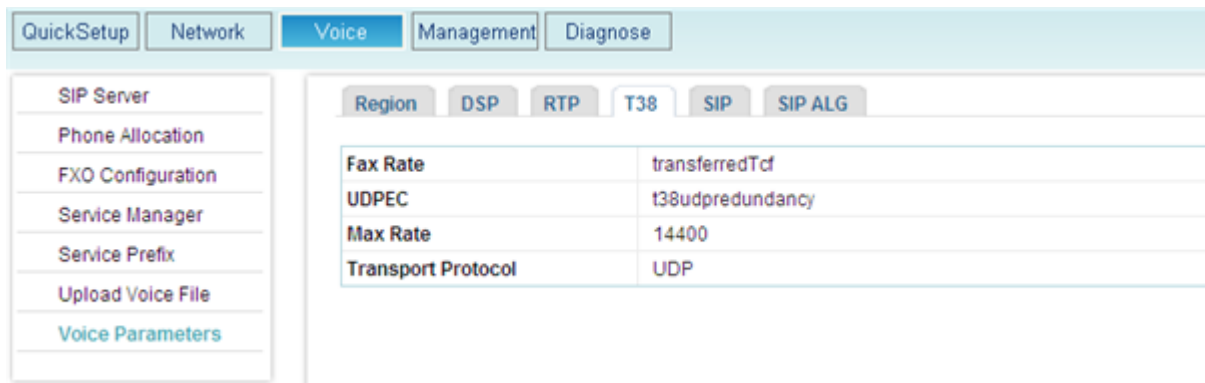 QuickSetup Network Voice Management Diagnose
SIP Server
Phone Allocation
FXO Configuration
Service Manager
Service Prefix
Upload Voice File
Voice Parameters
Region DSP RTP T38 SIP SIP ALG
Fax Rate transferredTcf
UDPEC t38udpredundancy
Max Rate 14400
Transport Protocol UDP